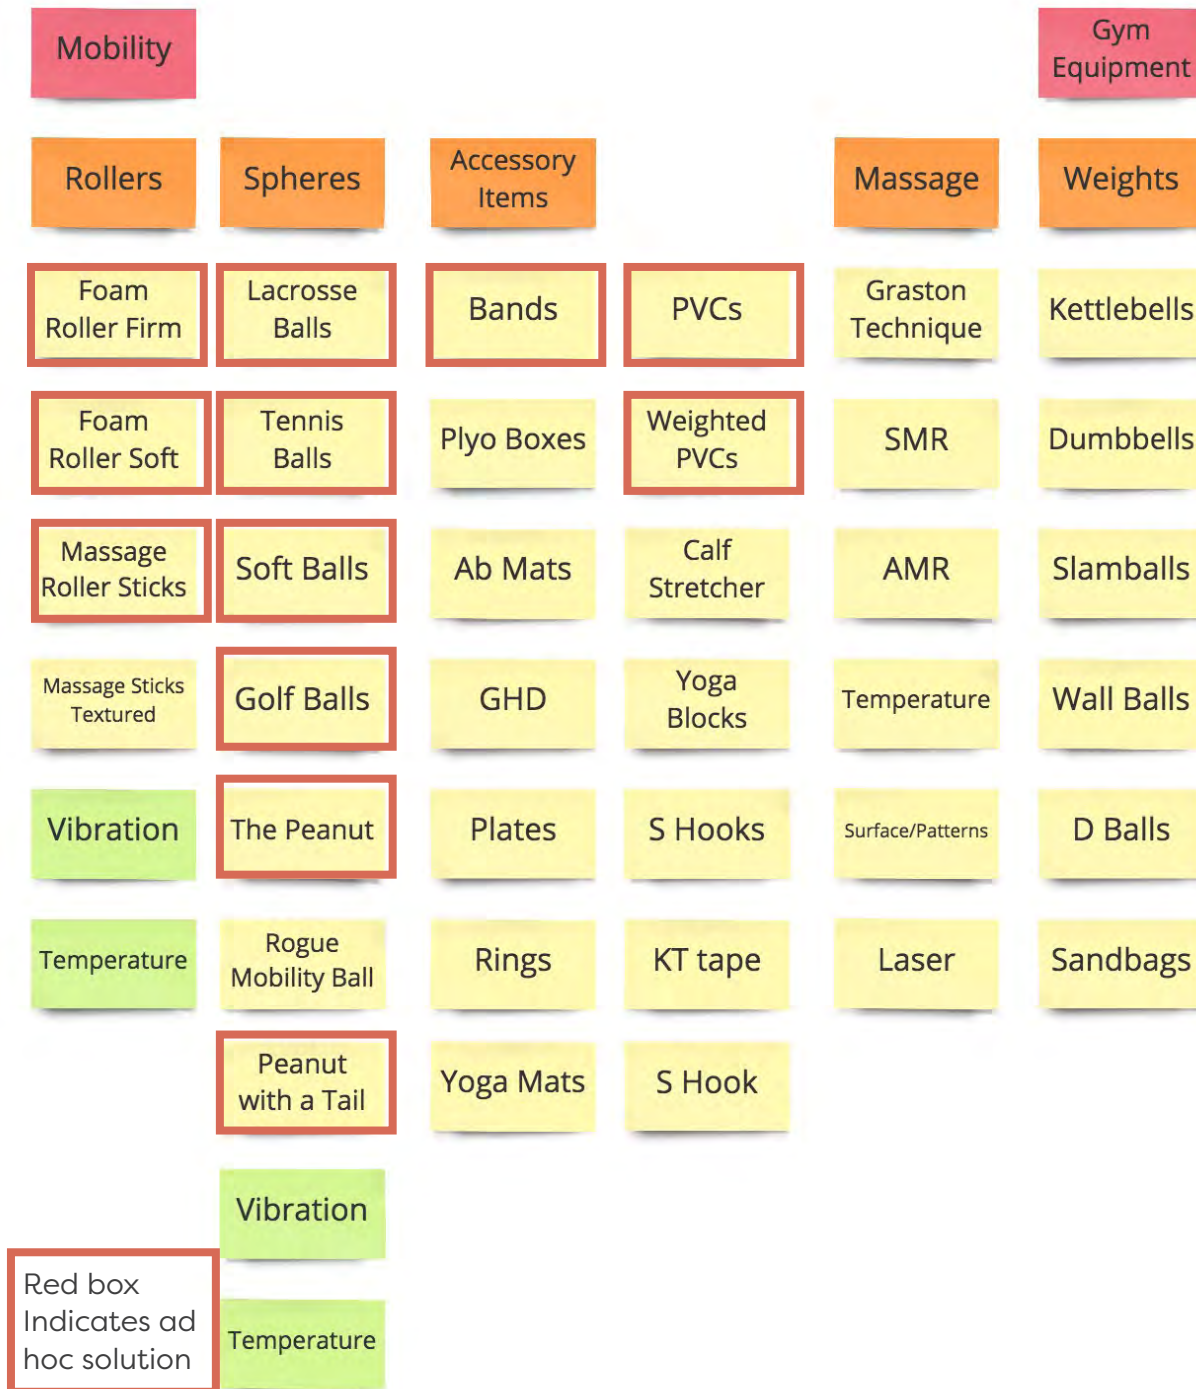 Mobility
Gym
Equipment
Rollers
Spheres
Accessory
Items
Massage
Weights
Foam
Roller Firm
Lacrosse
Balls
Bands
PVCs
Graston
Technique
Kettlebells
Foam
Roller Soft
Tennis
Balls
Plyo Boxes
Weighted
PVCs
SMR
Dumbbells
Massage
Roller Sticks
Soft Balls
Ab Mats
Calf
Stretcher
AMR
Slamballs
Massage Sticks
Textured
Golf Balls
GHD
Yoga
Blocks
Temperature
Wall Balls
Vibration
The Peanut
Plates
S Hooks
Surface/Patterns
D Balls
Temperature
Rogue
Mobility Ball
Rings
KT tape
Laser
Sandbags
Peanut
with a Tail
Yoga Mats
S Hook
Vibration
Red box
Indicates ad
hoc solution
Temperature